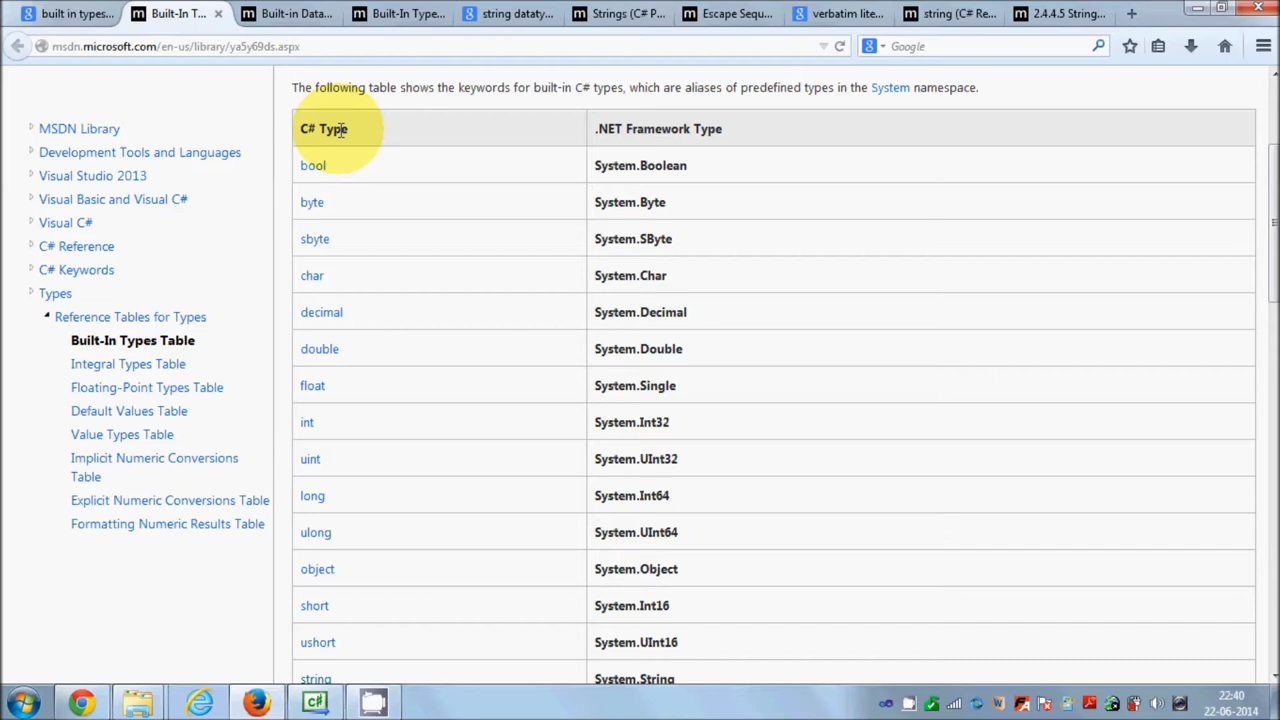 built in types...
Built-In T...
Built-in Data...
Built-In Type...
string dataty...
Strings (C# P...
Escape Sequ...
verbatim lite...
string (C# Re...
2.4.4.5 String...
msdn.microsoft.com/en-us/library/ya5y69ds.aspx
Google
The following table shows the keywords for built-in C# types, which are aliases of predefined types in the System namespace.
MSDN Library
Development Tools and Languages
Visual Studio 2013
Visual Basic and Visual C#
Visual C#
C# Reference
C# Keywords
Types
Reference Tables for Types
Built-In Types Table
Integral Types Table
Floating-Point Types Table
Default Values Table
Value Types Table
Implicit Numeric Conversions
Table
Explicit Numeric Conversions Table
Formatting Numeric Results Table
C# Type .NET Framework Type
bool System.Boolean
byte System.Byte
sbyte System.SByte
char System.Char
decimal System.Decimal
double System.Double
float System.Single
int System.Int32
uint System.UInt32
long System.Int64
ulong System.UInt64
object System.Object
short System.Int16
ushort System.UInt16
string System.String
22:40
22-06-2014